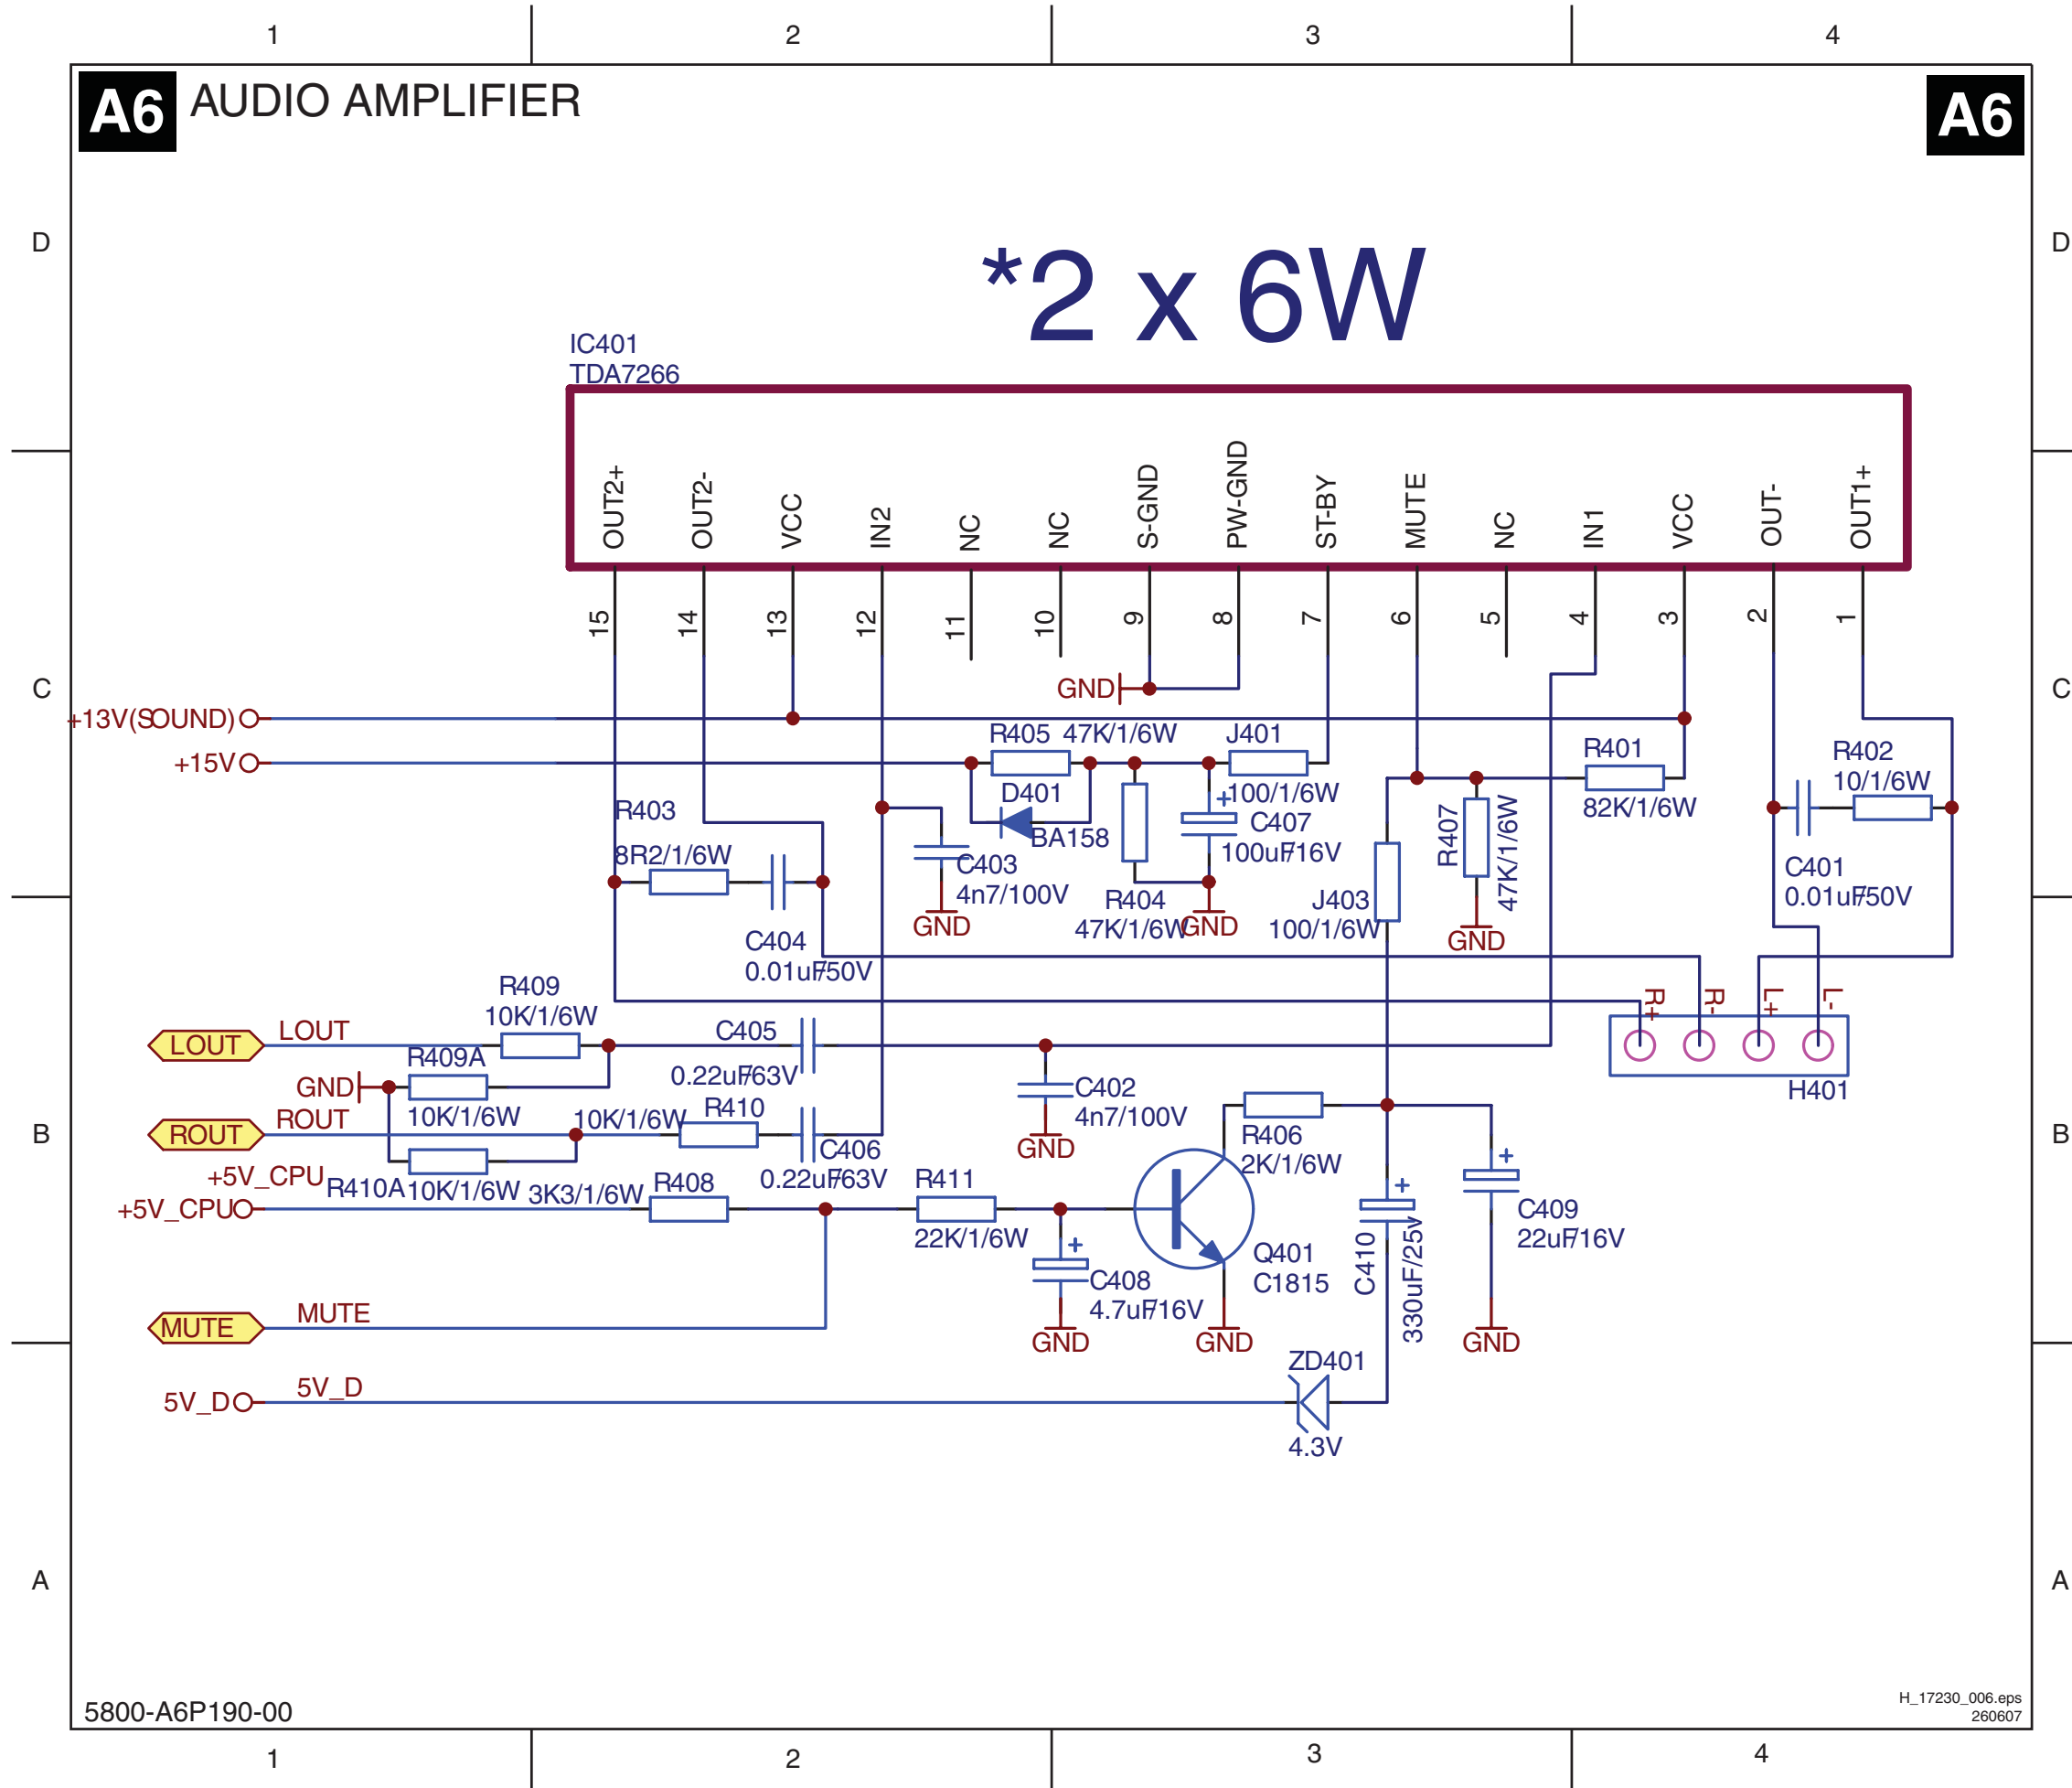 1 2 3 4
A6 AUDIO AMPLIFIER A6
D D
*2 x 6W
IC401
TDA7266
OUT2+ OUT2- VCC IN2 NC NC S-GND PW-GND ST-BY MUTE NC IN1 VCC OUT- OUT1+
15 14 13 12 11 10 9 8 7 6 5 4 3 2 1
C C
GND
+13V(SOUND)
+15V
R405 47K/1/6W
D401
BA158
J401
100/1/6W
C407
100uF/16V
R401
82K/1/6W
R402
10/1/6W
R403
8R2/1/6W
C403
4n7/100V
GND
R404
47K/1/6W
GND
J403
100/1/6W
R407
47K/1/6W
GND
C401
0.01uF/50V
C404
0.01uF/50V
R409
10K/1/6W
LOUT LOUT
R409A
GND
10K/1/6W
C405
0.22uF/63V
R+ R- L+ L-
H401
C402
4n7/100V
GND
B B
ROUT ROUT
10K/1/6W R410
C406
0.22uF/63V
R410A 10K/1/6W
+5V_CPU
+5V_CPU
3K3/1/6W R408
R411
22K/1/6W
R406
2K/1/6W
C408
4.7uF/16V
GND
Q401
C1815
GND
C410
330uF/25v
C409
22uF/16V
GND
MUTE MUTE
5V_D 5V_D
ZD401
4.3V
A A
5800-A6P190-00
H_17230_006.eps
260607
1 2 3 4